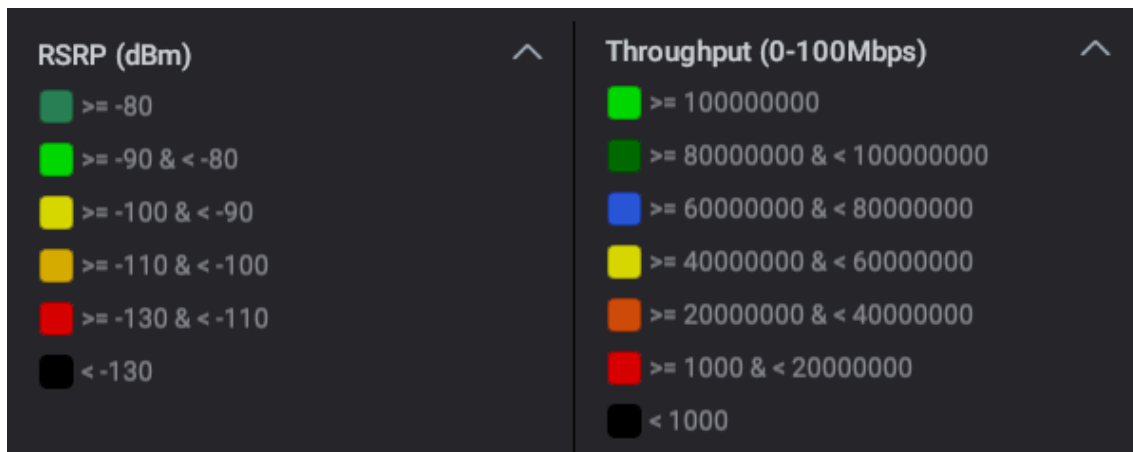 RSRP (dBm)
>= -80
>= -90 & < -80
>= -100 & < -90
>= -110 & < -100
>= -130 & < -110
< -130
Throughput (0-100Mbps)
>= 100000000
>= 80000000 & < 100000000
>= 60000000 & < 80000000
>= 40000000 & < 60000000
>= 20000000 & < 40000000
>= 1000 & < 20000000
< 1000